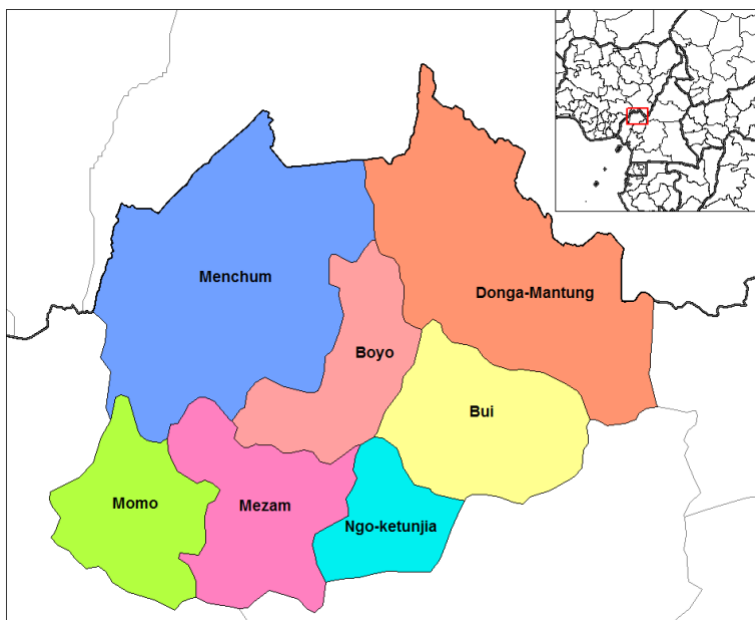 Menchum
Donga-Mantung
Boyo
Bui
Momo
Mezam
Ngo-ketunjia